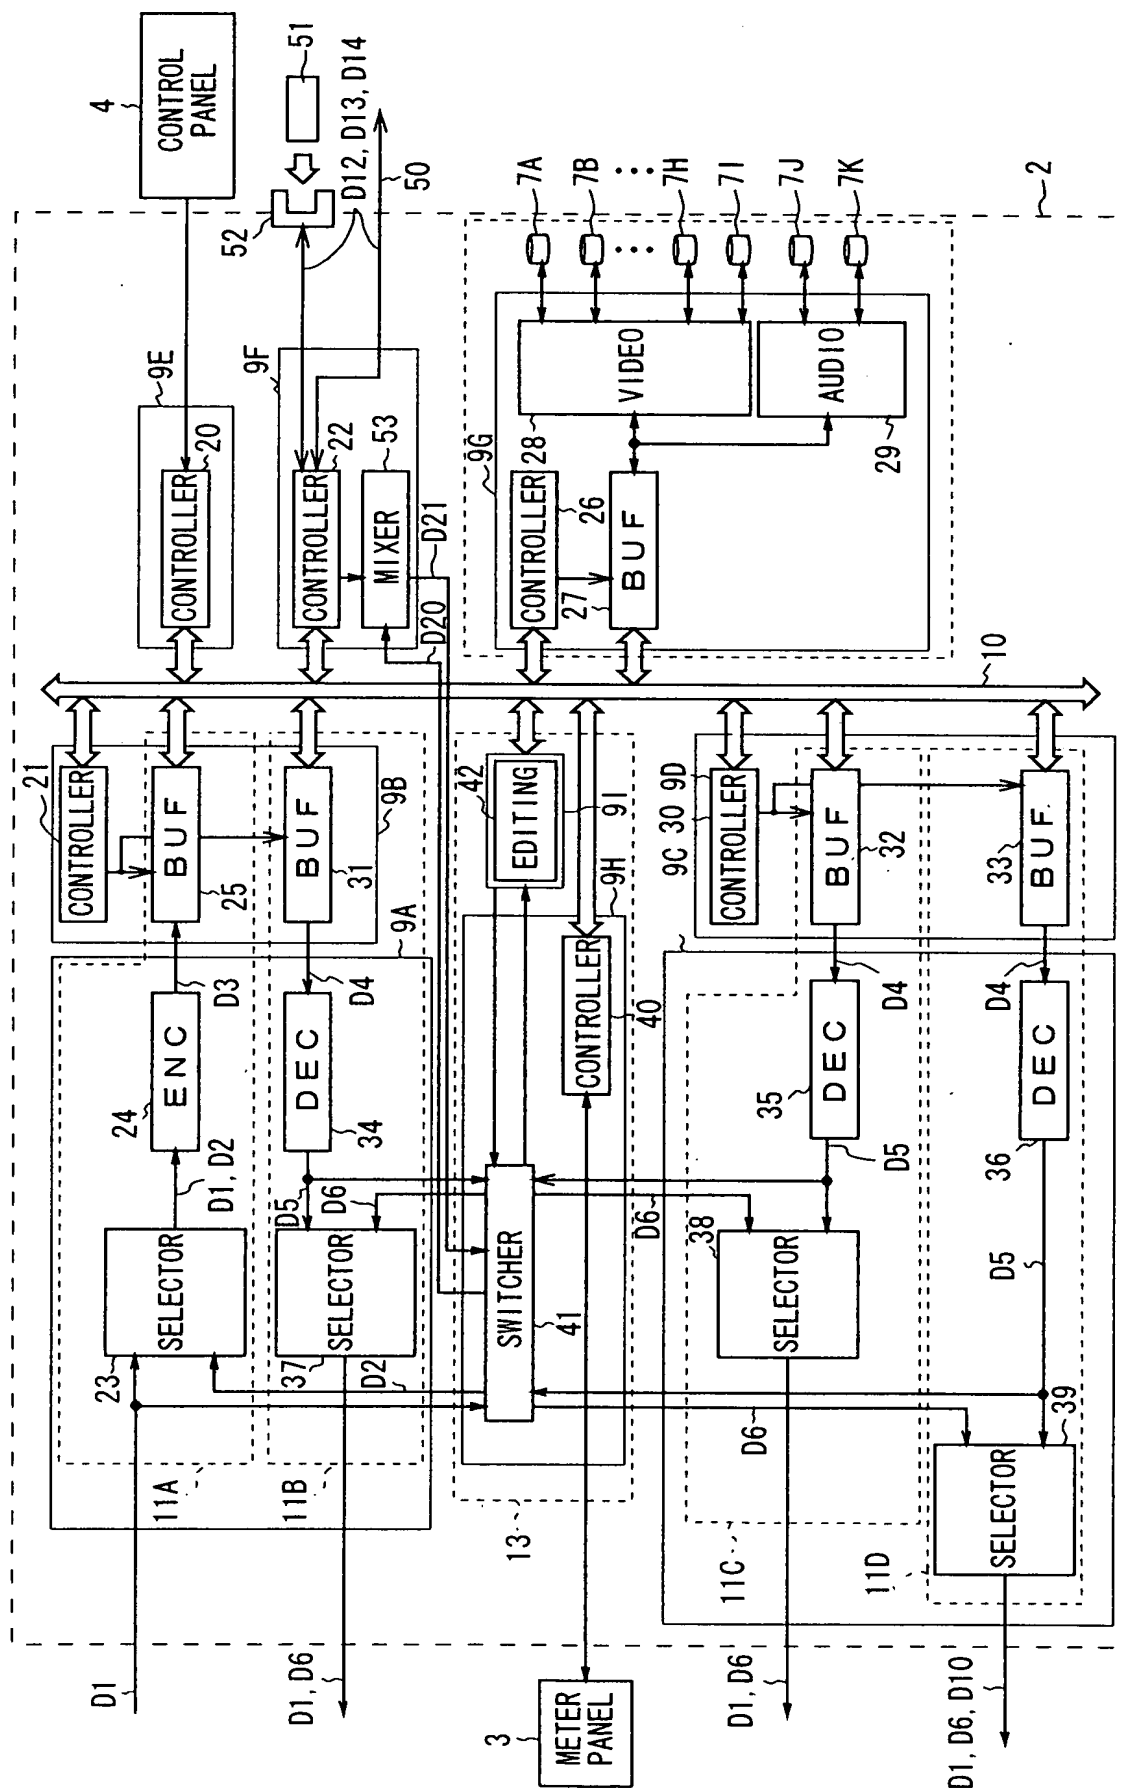 4
CONTROL
PANEL
51
D12, D13, D14
50
52
2
9E
20
CONTROLLER
9F
22
CONTROLLER
53
MIXER
D21
D20
7A
7B
7H
7I
7J
7K
9G
28
VIDEO
AUDIO
29
CONTROLLER
26
27
BUF
10
21
CONTROLLER
BUF
25
BUF
31
9B
42
EDITING
9I
9H
CONTROLLER
40
9C
30
9D
CONTROLLER
BUF
32
33
BUF
9A
24
ENC
D3
D4
DEC
34
D1, D2
D5
D6
SELECTOR
23
SELECTOR
37
D2
SWITCHER
41
D4
35
DEC
D5
D4
DEC
36
D5
D6
38
SELECTOR
D6
39
SELECTOR
11A
11B
13
11C
11D
D1
D1, D6
3
METER
PANEL
D1, D6
D1, D6, D10